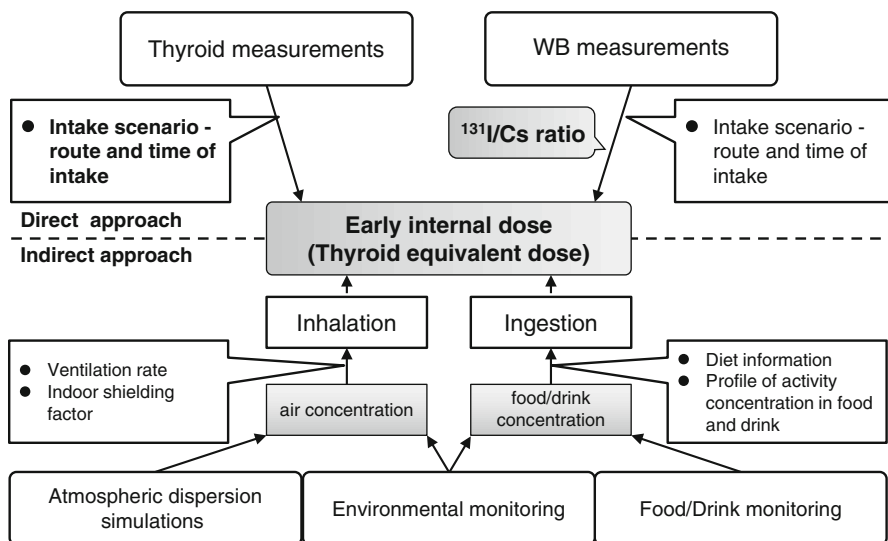 Thyroid measurements
WB measurements
● Intake scenario -
route and time of
intake
¹³¹I/Cs ratio
● Intake scenario -
route and time of
intake
Direct approach
Early internal dose
(Thyroid equivalent dose)
Indirect approach
Inhalation
Ingestion
● Ventilation rate
● Indoor shielding
factor
● Diet information
● Profile of activity
concentration in food
and drink
air concentration
food/drink
concentration
Atmospheric dispersion
simulations
Environmental monitoring
Food/Drink monitoring